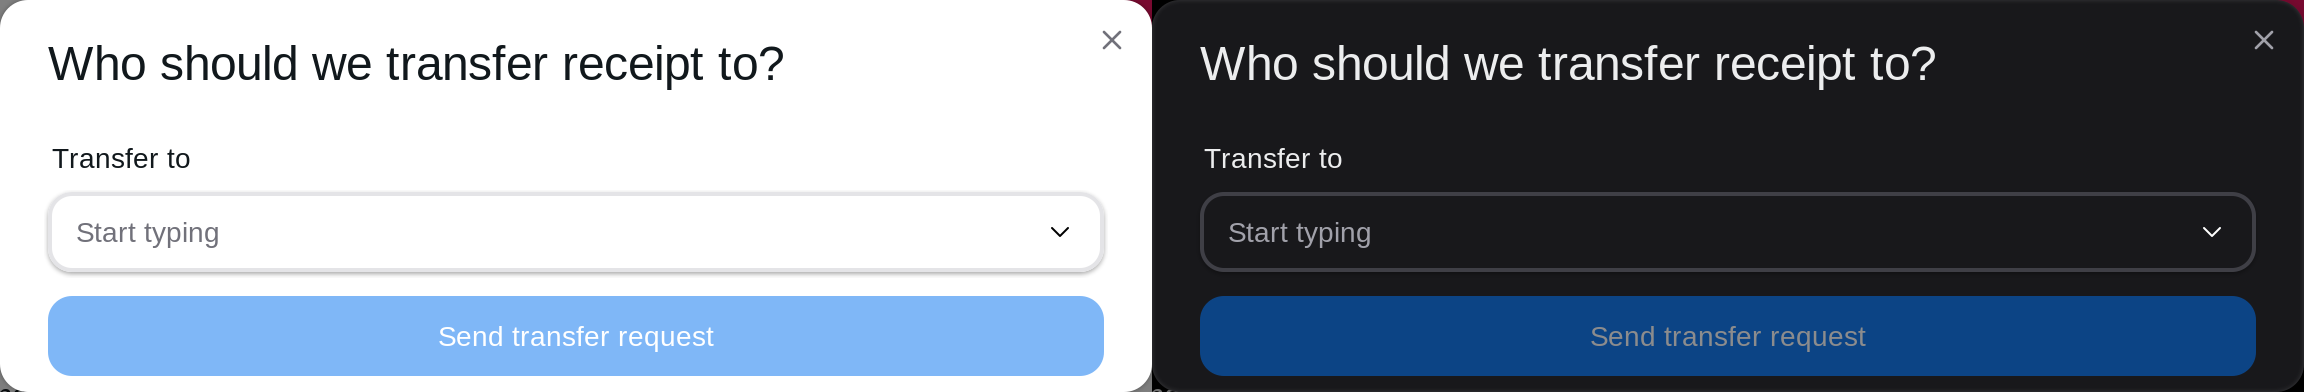 Who should we transfer receipt to?
Transfer to
Start typing
Send transfer request
Who should we transfer receipt to?
Transfer to
Start typing
Send transfer request